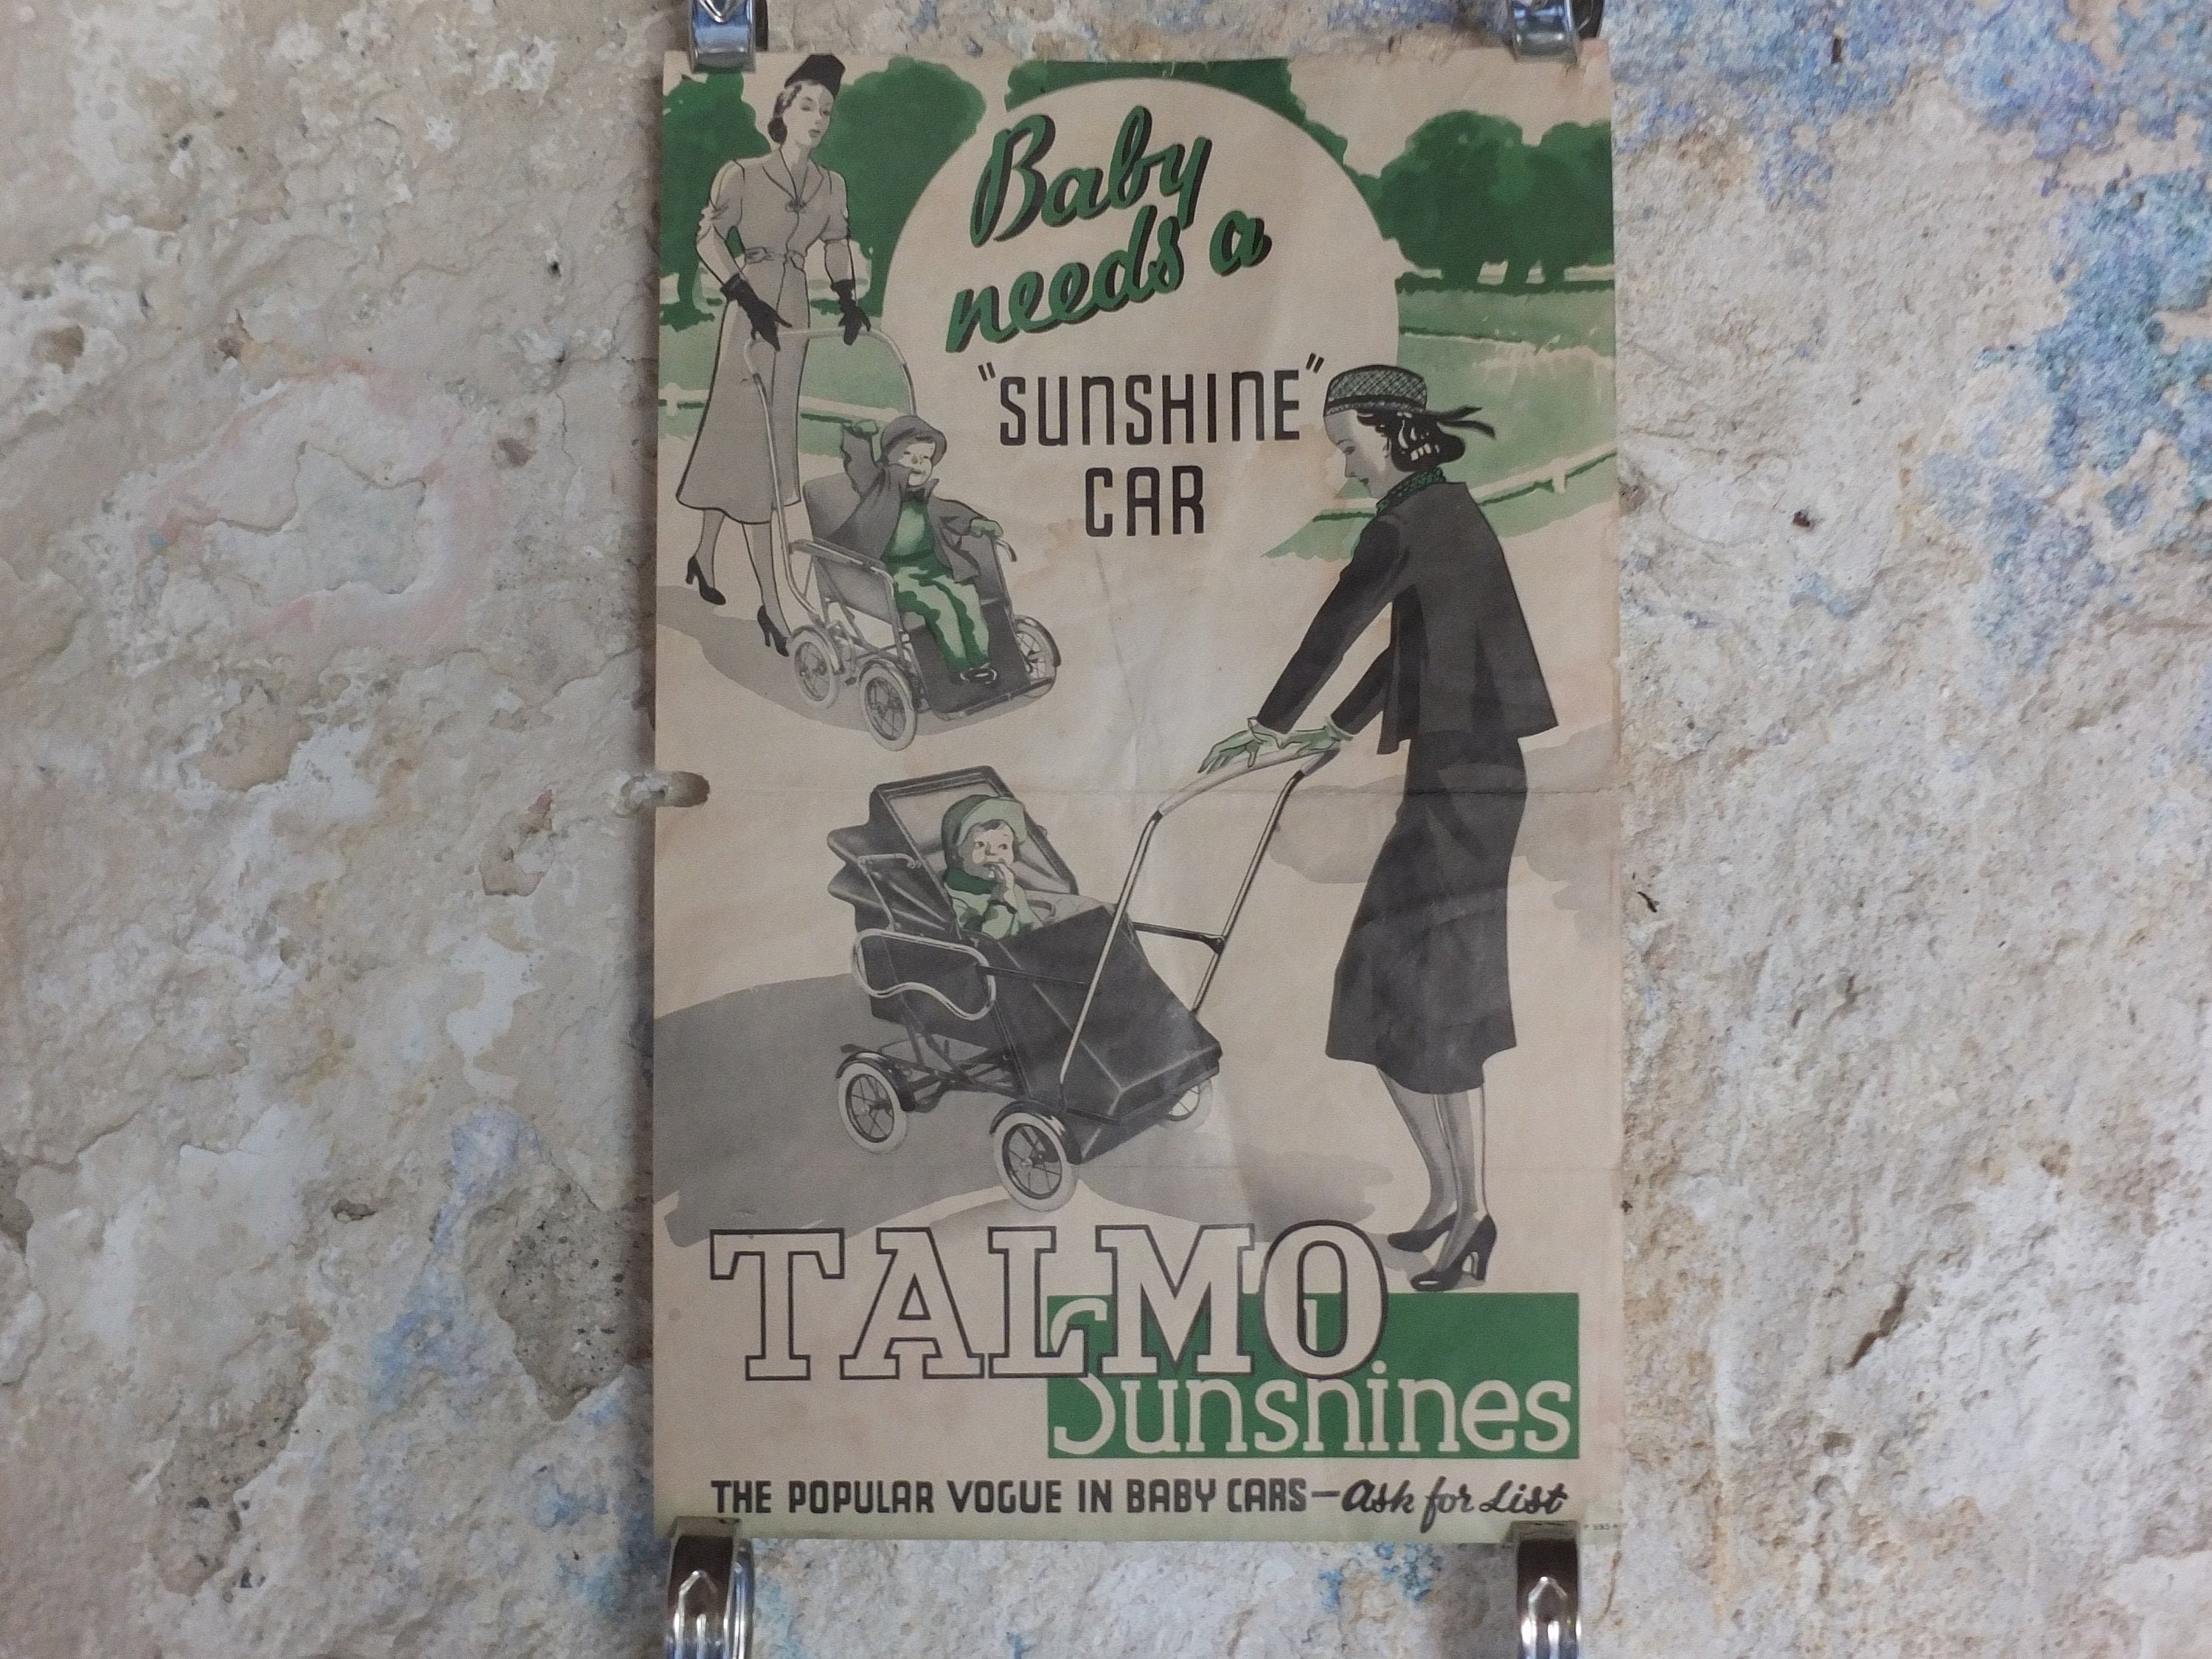 Baby
needs a
"SUNSHINE"
CAR
TALMO
Sunshines
THE POPULAR VOGUE IN BABY CARS—Ask for List